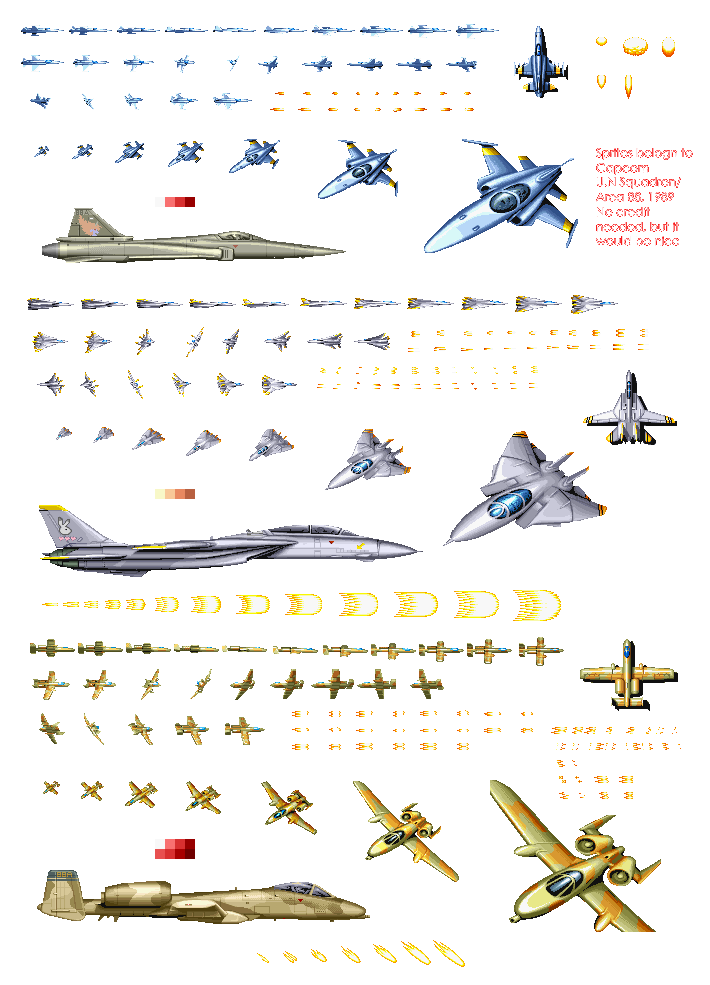 Sprites belogn to
Capcom
U.N Squadron/
Area 88, 1989
No credit
needed, but it
would be nice